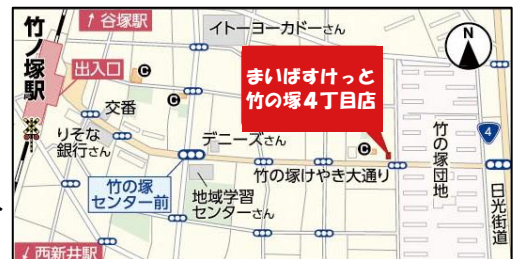 ↑ 谷塚駅
イトーヨーカドーさん
N
竹ノ塚駅
出入口
C
C
まいばすけっと
竹の塚4丁目店
交番
りそな
銀行さん
デニーズさん
C
竹の塚けやき大通り
竹の塚団地
4
日光街道
竹の塚
センター前
地域学習
センターさん
↓西新井駅